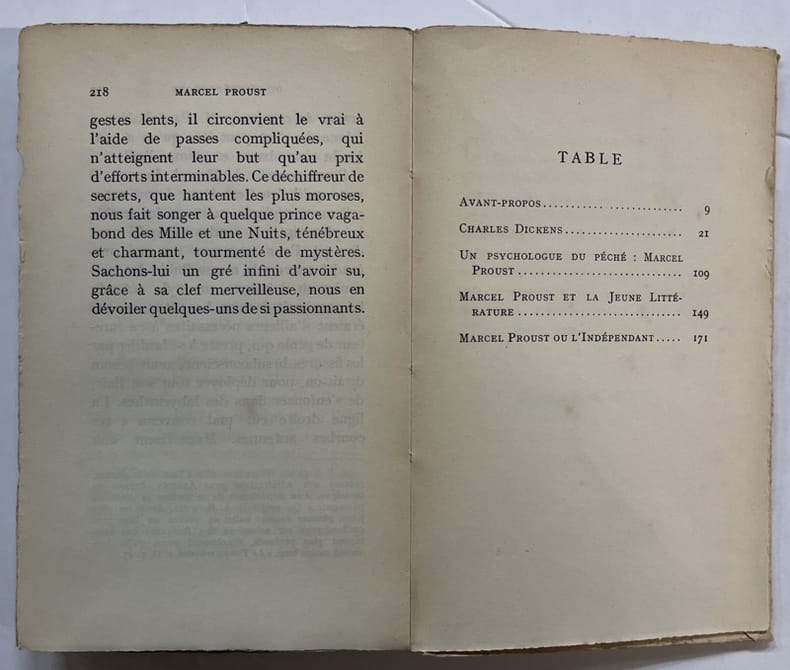 218 MARCEL PROUST
gestes lents, il circonvient le vrai à
l'aide de passes compliquées, qui
n'atteignent leur but qu'au prix
d'efforts interminables. Ce déchiffreur de
secrets, que hantent les plus moroses,
nous fait songer à quelque prince vaga-
bond des Mille et une Nuits, ténébreux
et charmant, tourmenté de mystères.
Sachons-lui un gré infini d'avoir su,
grâce à sa clef merveilleuse, nous en
dévoiler quelques-uns de si passionnants.
TABLE
AVANT-PROPOS.......... ............. 9
CHARLES DICKENS..................... 21
UN PSYCHOLOGUE DU PÉCHÉ : MARCEL
PROUST.............................. 109
MARCEL PROUST ET LA JEUNE LITTÉ-
RATURE.............................. 149
MARCEL PROUST OU L'INDÉPENDANT..... 171